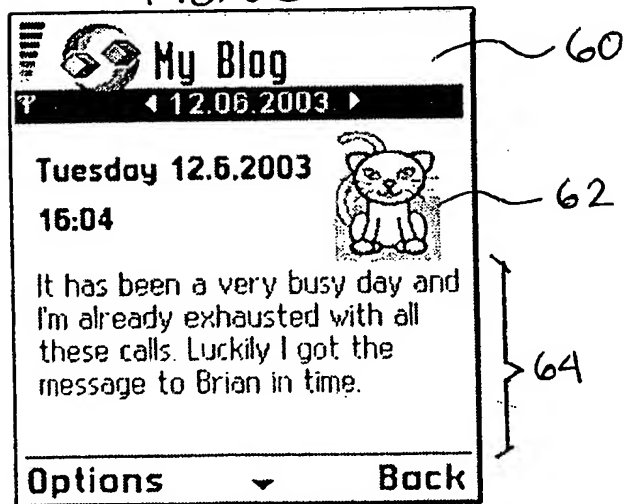 My Blog
60
12.06.2003
Tuesday 12.6.2003
62
16:04
It has been a very busy day and
I'm already exhausted with all
these calls. Luckily I got the
message to Brian in time.
64
Options Back